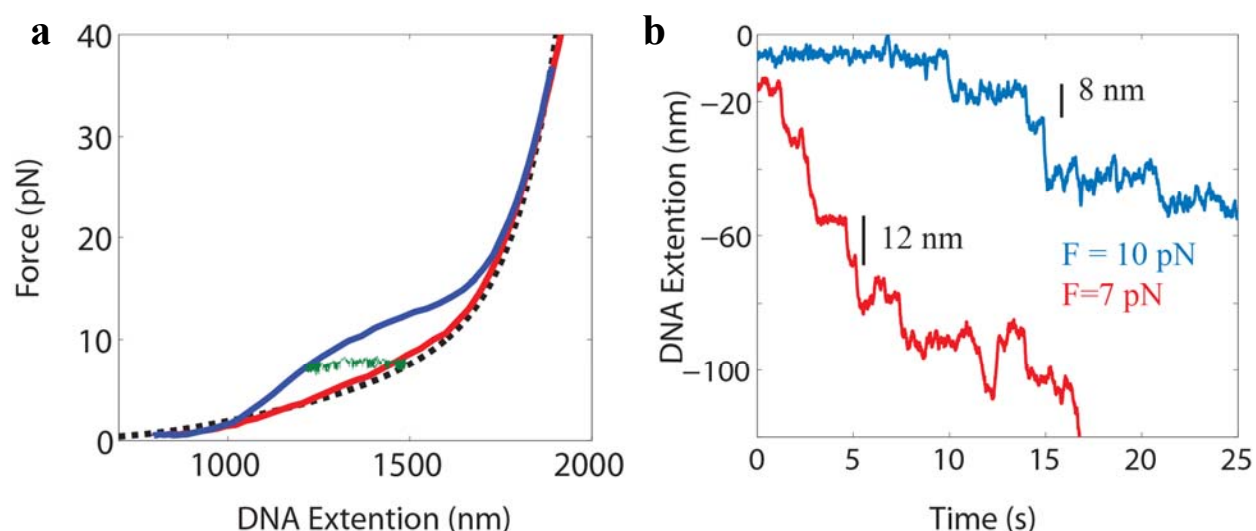 a
40
30
20
10
0
Force (pN)
1000
1500
2000
DNA Extention (nm)
b
0
−20
−60
−100
DNA Extention (nm)
8 nm
12 nm
F = 10 pN
F=7 pN
0
5
10
15
20
25
Time (s)